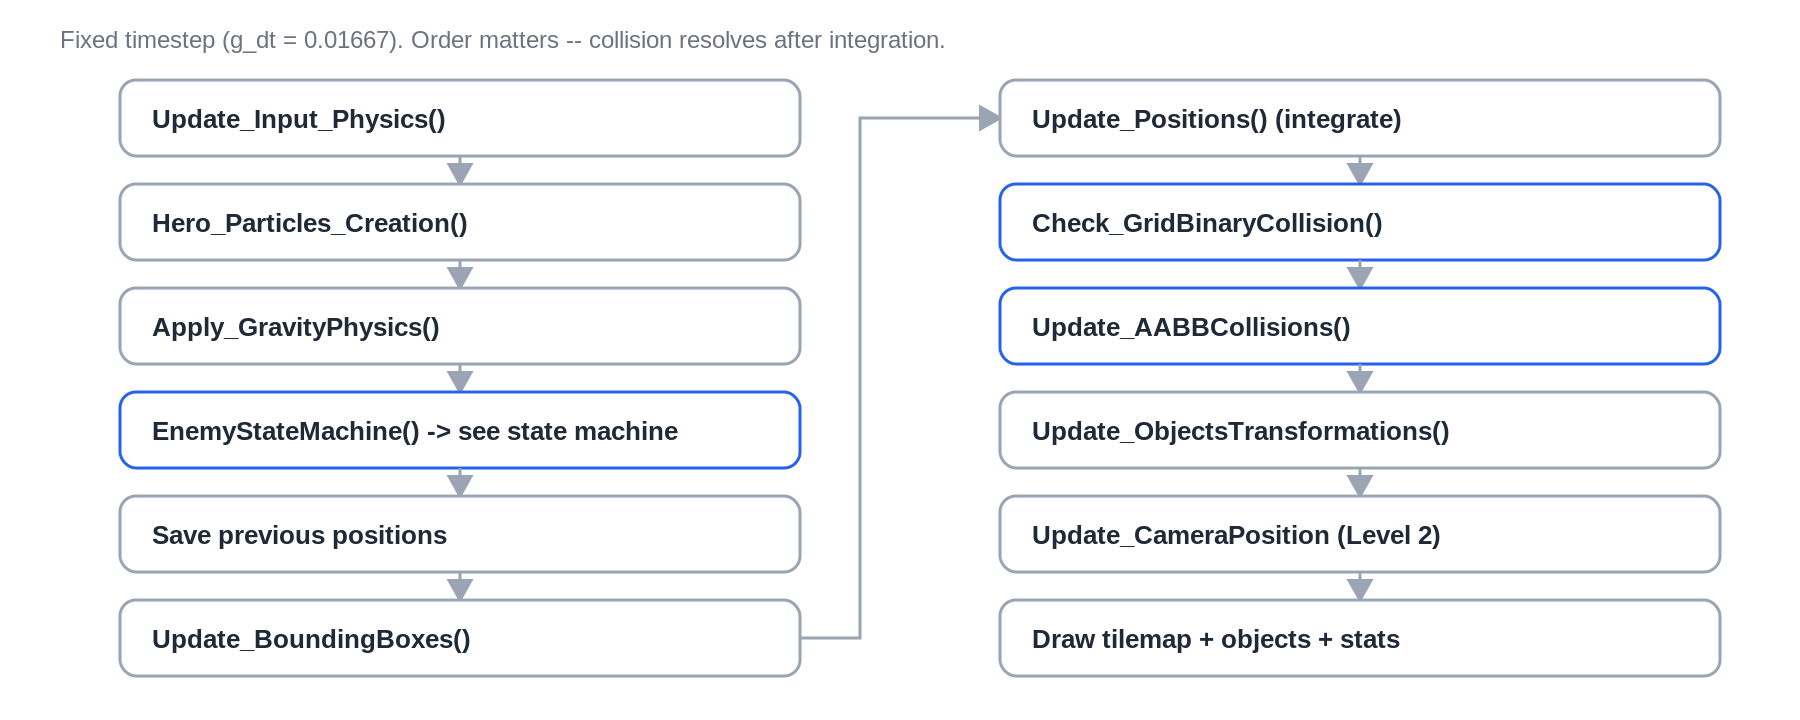 Fixed timestep (g_dt = 0.01667). Order matters -- collision resolves after integration.
Update_Input_Physics()
Hero_Particles_Creation()
Apply_GravityPhysics()
EnemyStateMachine() -> see state machine
Save previous positions
Update_BoundingBoxes()
Update_Positions() (integrate)
Check_GridBinaryCollision()
Update_AABBCollisions()
Update_ObjectsTransformations()
Update_CameraPosition (Level 2)
Draw tilemap + objects + stats